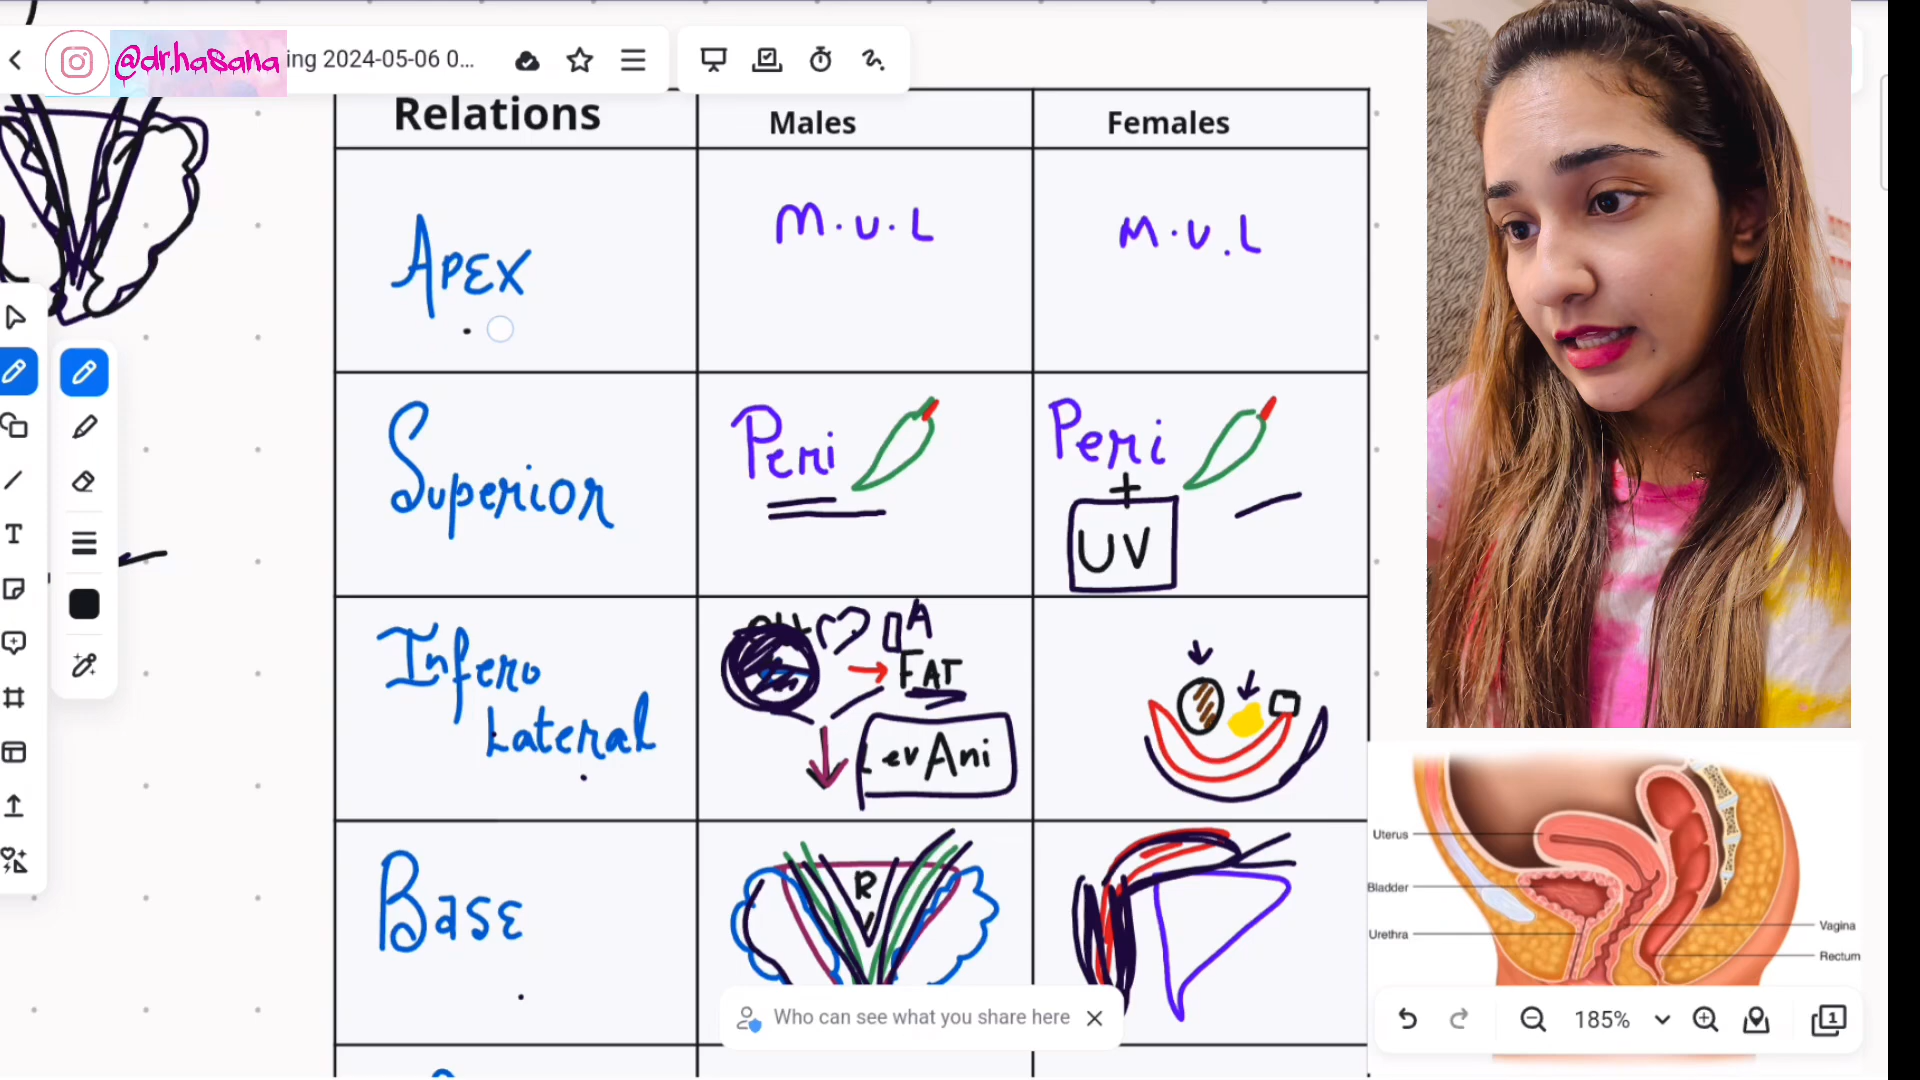 @dr.hasana
ing 2024-05-06 0...
Relations
Males
Females
APEX
M.U.L
M.U.L
Superior
Peri
Peri
+
UV
Infero
Lateral
A
FAT
Lev Ani
Base
R
V
Who can see what you share here
Uterus
Bladder
Urethra
Vagina
Rectum
185%
1
T